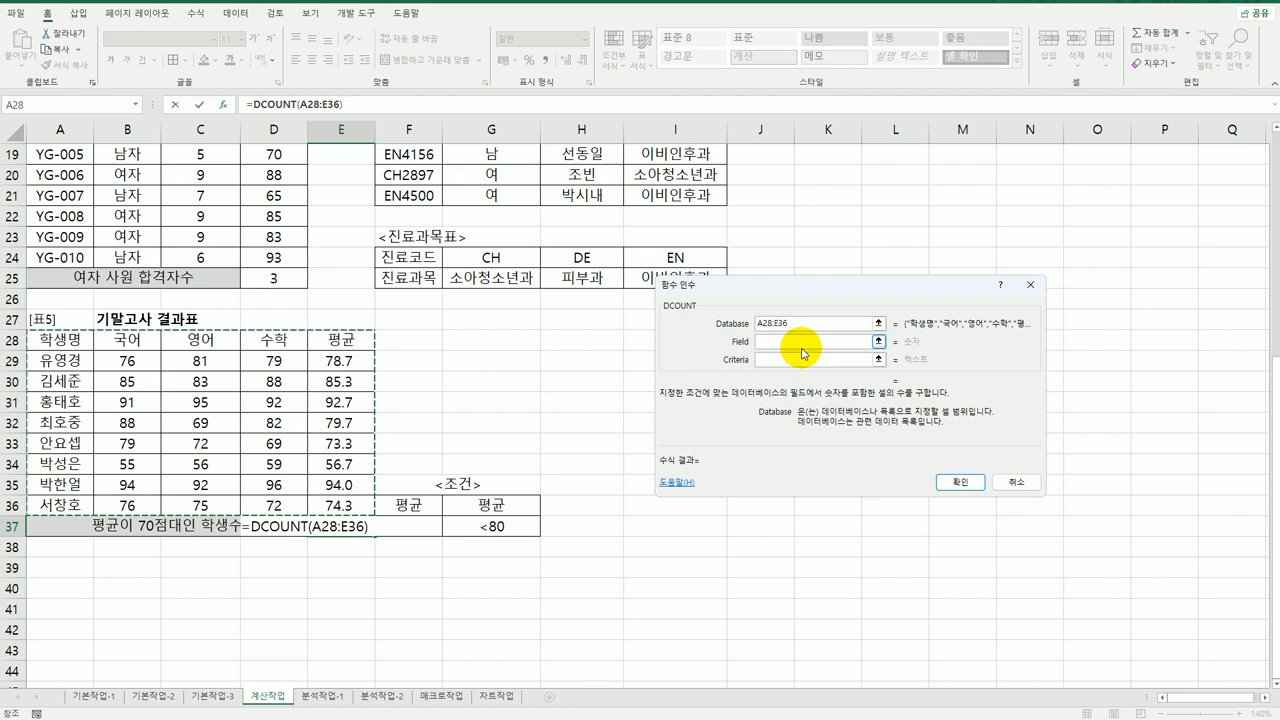 파일 홈 삽입 페이지 레이아웃 수식 데이터 검토 보기 개발 도구 도움말 공유
잘라내기
복사
서식 복사
붙여넣기
11
자동 줄 바꿈
병합하고 가운데 맞춤
일반
조건부 서식
표 서식
표준 8 표준 나쁨 보통 좋음
경고문 계산 메모 설명 텍스트 셀 확인
삽입 삭제 서식
자동 합계
채우기
지우기
정렬 및 필터
찾기 및 선택
클립보드 글꼴 맞춤 표시 형식 스타일 셀 편집
A28 =DCOUNT(A28:E36)
A B C D E F G H I J K L M N O P Q
19 YG-005 남자 5 70 EN4156 남 선동일 이비인후과
20 YG-006 여자 9 88 CH2897 여 조빈 소아청소년과
21 YG-007 남자 7 65 EN4500 여 박시내 이비인후과
22 YG-008 여자 9 85
23 YG-009 여자 9 83 <진료과목표>
24 YG-010 남자 6 93 진료코드 CH DE EN
25 여자 사원 합격자수 3 진료과목 소아청소년과 피부과 이비인후과
26
27 [표5] 기말고사 결과표
28 학생명 국어 영어 수학 평균
29 유영경 76 81 79 78.7
30 김세준 85 83 88 85.3
31 홍태호 91 95 92 92.7
32 최호중 88 69 82 79.7
33 안요셉 79 72 69 73.3
34 박성은 55 56 59 56.7
35 박한얼 94 92 96 94.0 <조건>
36 서창호 76 75 72 74.3 평균 평균
37 평균이 70점대인 학생수 =DCOUNT(A28:E36) <80
38
39
40
41
42
43
44
함수 인수 ?
DCOUNT
Database A28:E36 = {"학생명","국어","영어","수학","평...
Field = 숫자
Criteria = 텍스트
=
지정한 조건에 맞는 데이터베이스의 필드에서 숫자를 포함한 셀의 수를 구합니다.
Database 은(는) 데이터베이스나 목록으로 지정할 셀 범위입니다.
데이터베이스는 관련 데이터 목록입니다.
수식 결과=
도움말(H) 확인 취소
기본작업-1 기본작업-2 기본작업-3 계산작업 분석작업-1 분석작업-2 매크로작업 차트작업
참조 140%